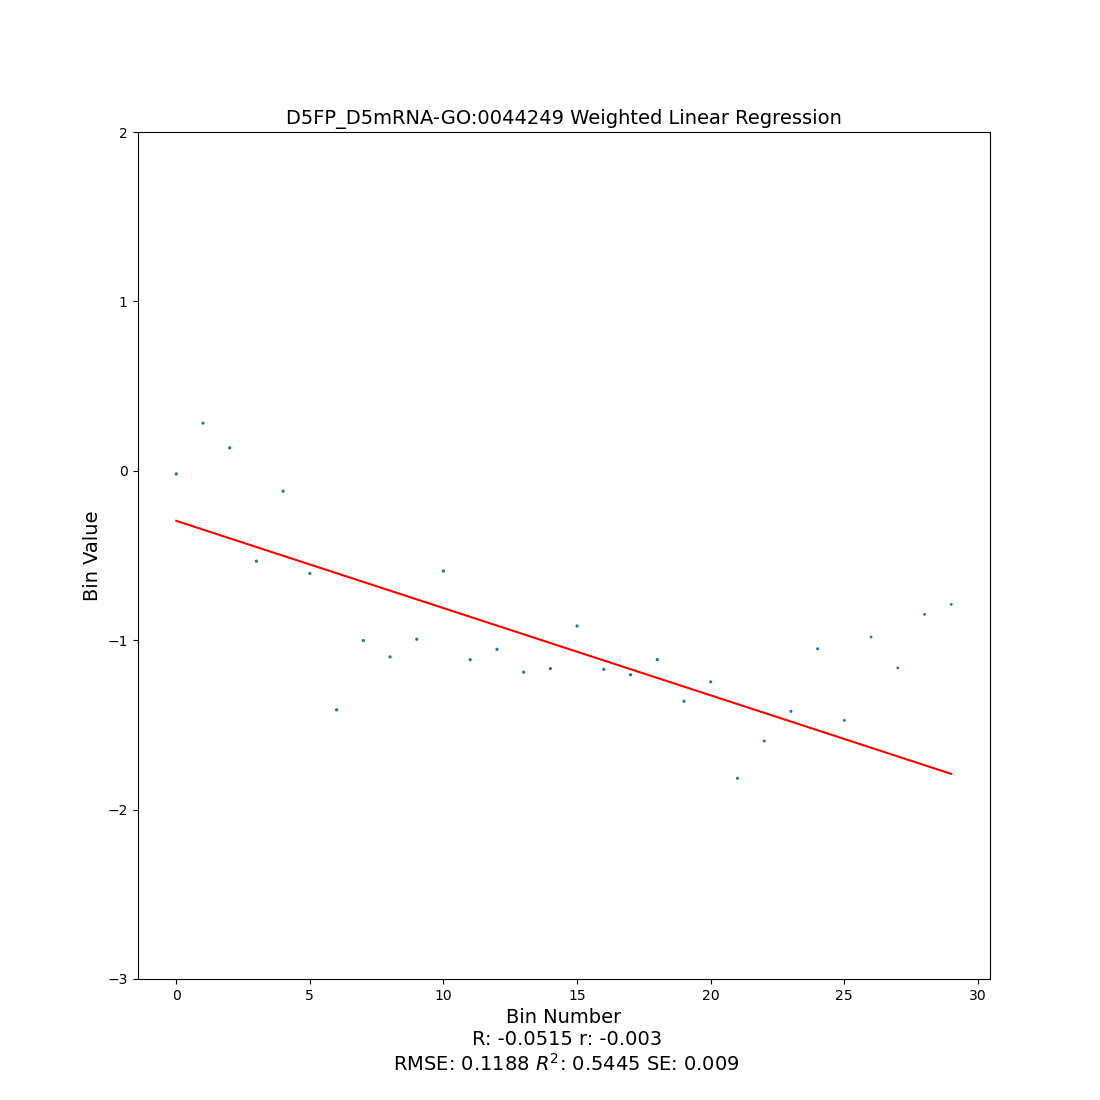 D5FP_D5mRNA-GO:0044249 Weighted Linear Regression
2
1
0
−1
−2
−3
Bin Value
0 5 10 15 20 25 30
Bin Number
R: -0.0515 r: -0.003
RMSE: 0.1188 R²: 0.5445 SE: 0.009